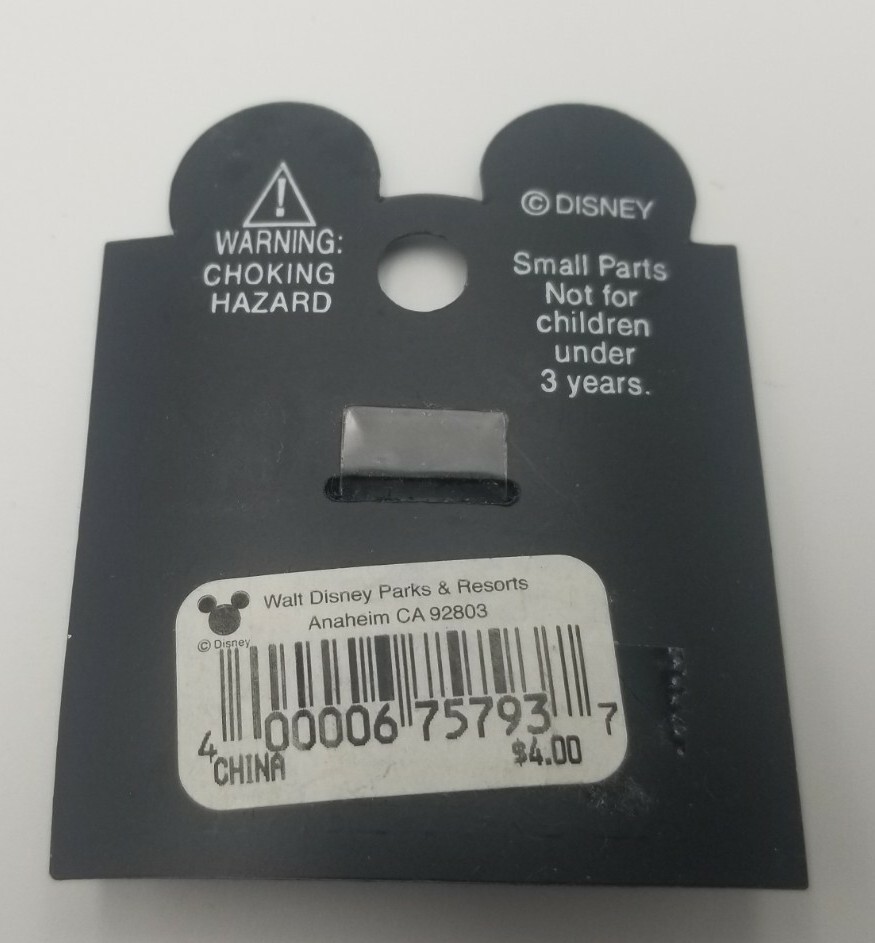 WARNING:
CHOKING
HAZARD
© DISNEY
Small Parts
Not for
children
under
3 years.
Walt Disney Parks & Resorts
Anaheim CA 92803
© Disney
4 00006 75793 7
CHINA $4.00